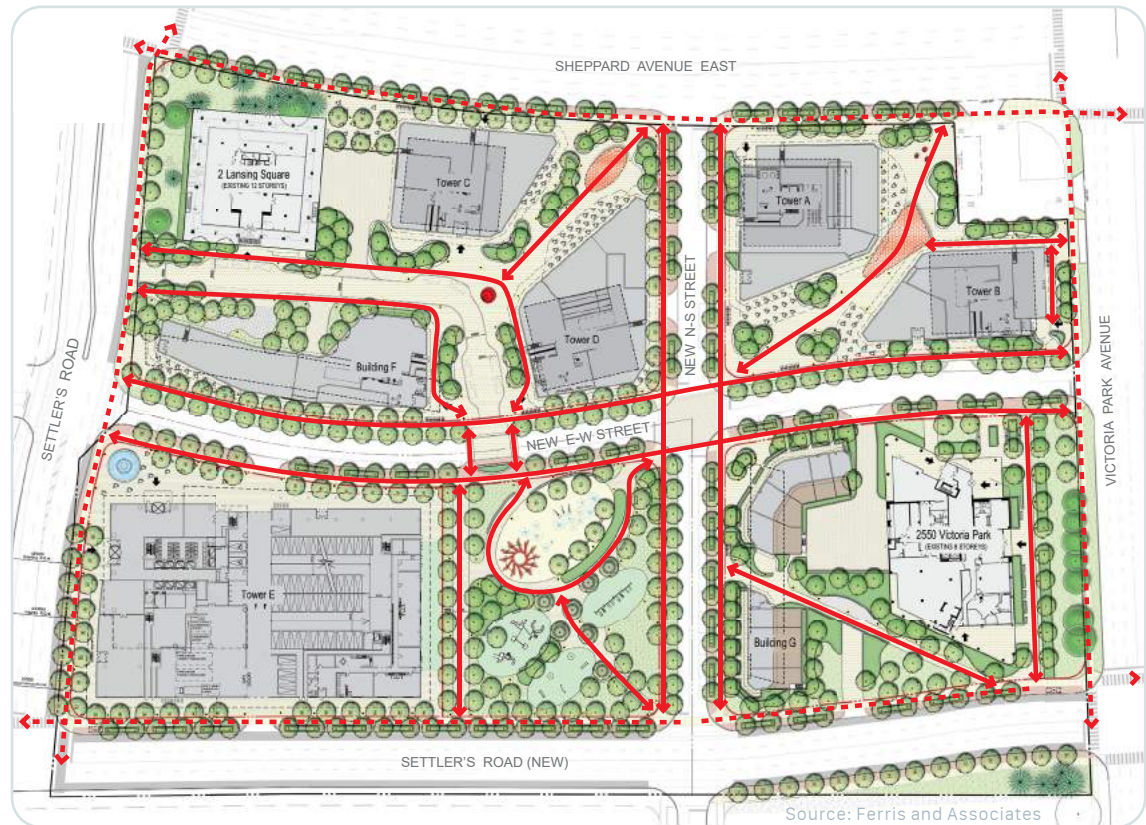 SHEPPARD AVENUE EAST
2 Lansing Square
(EXISTING 12 STOREYS)
Tower C
Tower A
Tower B
Tower D
Building F
NEW N-S STREET
SETTLER'S ROAD
VICTORIA PARK AVENUE
NEW E-W STREET
2550 Victoria Park
(EXISTING 8 STOREYS)
Tower E
Building G
SETTLER'S ROAD (NEW)
Source: Ferris and Associates